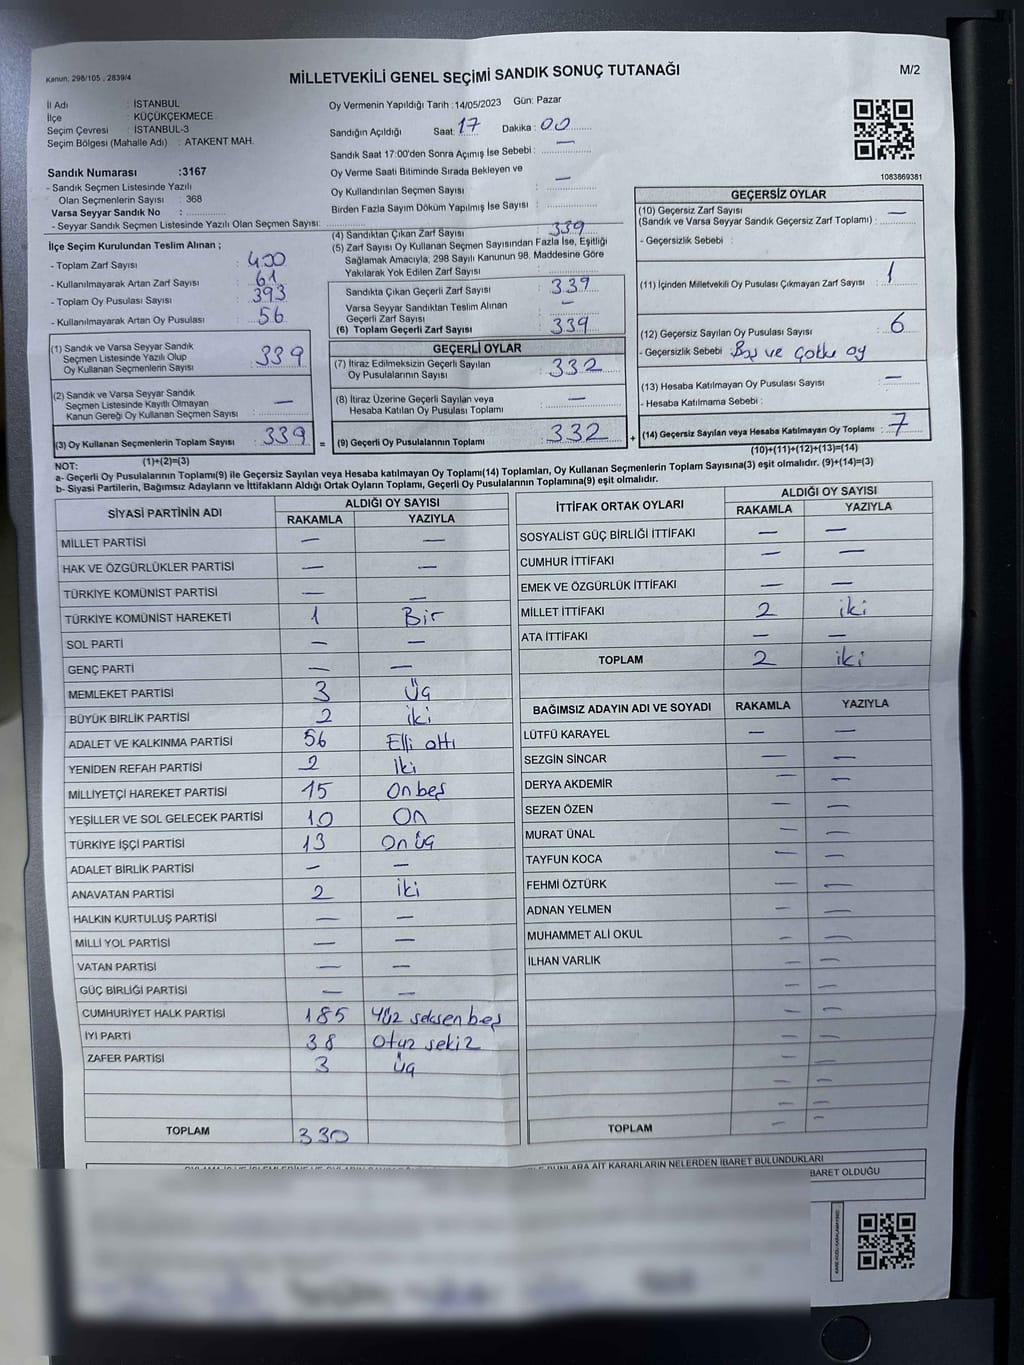 Kanun: 298/105 , 2839/4
MİLLETVEKİLİ GENEL SEÇİMİ SANDIK SONUÇ TUTANAĞI
M/2
İl Adı : İSTANBUL
İlçe : KÜÇÜKÇEKMECE
Seçim Çevresi : İSTANBUL-3
Seçim Bölgesi (Mahalle Adı) : ATAKENT MAH.
Sandık Numarası :3167
- Sandık Seçmen Listesinde Yazılı
Olan Seçmenlerin Sayısı : 368
Varsa Seyyar Sandık No :
- Seyyar Sandık Seçmen Listesinde Yazılı Olan Seçmen Sayısı:
Oy Vermenin Yapıldığı Tarih :14/05/2023 Gün: Pazar
Sandığın Açıldığı Saat: 17 Dakika : 00
Sandık Saat 17:00'den Sonra Açımış İse Sebebi : —
Oy Verme Saati Bitiminde Sırada Bekleyen ve
Oy Kullandırılan Seçmen Sayısı : —
Birden Fazla Sayım Döküm Yapılmış İse Sayısı :
1083869381
İlçe Seçim Kurulundan Teslim Alınan ;
- Toplam Zarf Sayısı : 400
- Kullanılmayarak Artan Zarf Sayısı : 61
- Toplam Oy Pusulası Sayısı : 393
- Kullanılmayarak Artan Oy Pusulası : 56
(1) Sandık ve Varsa Seyyar Sandık
Seçmen Listesinde Yazılı Olup
Oy Kullanan Seçmenlerin Sayısı : 339
(2) Sandık ve Varsa Seyyar Sandık
Seçmen Listesinde Kayıtlı Olmayan
Kanun Gereği Oy Kullanan Seçmen Sayısı : —
(3) Oy Kullanan Seçmenlerin Toplam Sayısı : 339 =
(1)+(2)=(3)
(4) Sandıktan Çıkan Zarf Sayısı : 339
(5) Zarf Sayısı Oy Kullanan Seçmen Sayısından Fazla İse, Eşitliği
Sağlamak Amacıyla, 298 Sayılı Kanunun 98. Maddesine Göre
Yakılarak Yok Edilen Zarf Sayısı :
Sandıkta Çıkan Geçerli Zarf Sayısı : 339
Varsa Seyyar Sandıktan Teslim Alınan
Geçerli Zarf Sayısı : —
(6) Toplam Geçerli Zarf Sayısı : 339
GEÇERLİ OYLAR
(7) İtiraz Edilmeksizin Geçerli Sayılan
Oy Pusulalarının Sayısı : 332
(8) İtiraz Üzerine Geçerli Sayılan veya
Hesaba Katılan Oy Pusulası Toplamı : —
(9) Geçerli Oy Pusulalarının Toplamı : 332 +
GEÇERSİZ OYLAR
(10) Geçersiz Zarf Sayısı —
(Sandık ve Varsa Seyyar Sandık Geçersiz Zarf Toplamı) :
- Geçersizlik Sebebi :
(11) İçinden Milletvekili Oy Pusulası Çıkmayan Zarf Sayısı : 1
(12) Geçersiz Sayılan Oy Pusulası Sayısı : 6
- Geçersizlik Sebebi : Boş ve çoklu oy
(13) Hesaba Katılmayan Oy Pusulası Sayısı : —
- Hesaba Katılmama Sebebi :
(14) Geçersiz Sayılan veya Hesaba Katılmayan Oy Toplamı : 7
(10)+(11)+(12)+(13)=(14)
NOT:
a- Geçerli Oy Pusulalarının Toplamı(9) ile Geçersiz Sayılan veya Hesaba katılmayan Oy Toplamı(14) Toplamları, Oy Kullanan Seçmenlerin Toplam Sayısına(3) eşit olmalıdır. (9)+(14)=(3)
b- Siyasi Partilerin, Bağımsız Adayların ve İttifakların Aldığı Ortak Oyların Toplamı, Geçerli Oy Pusulalarının Toplamına(9) eşit olmalıdır.
SİYASİ PARTİNİN ADI ALDIĞI OY SAYISI
RAKAMLA YAZIYLA
MİLLET PARTİSİ — —
HAK VE ÖZGÜRLÜKLER PARTİSİ — —
TÜRKİYE KOMÜNİST PARTİSİ — —
TÜRKİYE KOMÜNİST HAREKETİ 1 Bir
SOL PARTİ — —
GENÇ PARTİ — —
MEMLEKET PARTİSİ 3 Üç
BÜYÜK BİRLİK PARTİSİ 2 iki
ADALET VE KALKINMA PARTİSİ 56 Elli altı
YENİDEN REFAH PARTİSİ 2 İki
MİLLİYETÇİ HAREKET PARTİSİ 15 Onbeş
YEŞİLLER VE SOL GELECEK PARTİSİ 10 On
TÜRKİYE İŞÇİ PARTİSİ 13 On üç
ADALET BİRLİK PARTİSİ — —
ANAVATAN PARTİSİ 2 iki
HALKIN KURTULUŞ PARTİSİ — —
MİLLİ YOL PARTİSİ — —
VATAN PARTİSİ — —
GÜÇ BİRLİĞİ PARTİSİ — —
CUMHURİYET HALK PARTİSİ 185 Yüz seksen beş
İYİ PARTİ 38 Otuz sekiz
ZAFER PARTİSİ 3 üç
TOPLAM 330
İTTİFAK ORTAK OYLARI ALDIĞI OY SAYISI
RAKAMLA YAZIYLA
SOSYALİST GÜÇ BİRLİĞİ İTTİFAKI — —
CUMHUR İTTİFAKI — —
EMEK VE ÖZGÜRLÜK İTTİFAKI — —
MİLLET İTTİFAKI 2 iki
ATA İTTİFAKI — —
TOPLAM 2 iki
BAĞIMSIZ ADAYIN ADI VE SOYADI RAKAMLA YAZIYLA
LÜTFÜ KARAYEL — —
SEZGİN SİNCAR — —
DERYA AKDEMİR — —
SEZEN ÖZEN — —
MURAT ÜNAL — —
TAYFUN KOCA — —
FEHMİ ÖZTÜRK — —
ADNAN YELMEN — —
MUHAMMET ALİ OKUL — —
İLHAN VARLIK — —
— —
— —
— —
— —
— —
— —
TOPLAM — —
BUNLARA AİT KARARLARIN NELERDEN İBARET BULUNDUKLARI
İBARET OLDUĞU